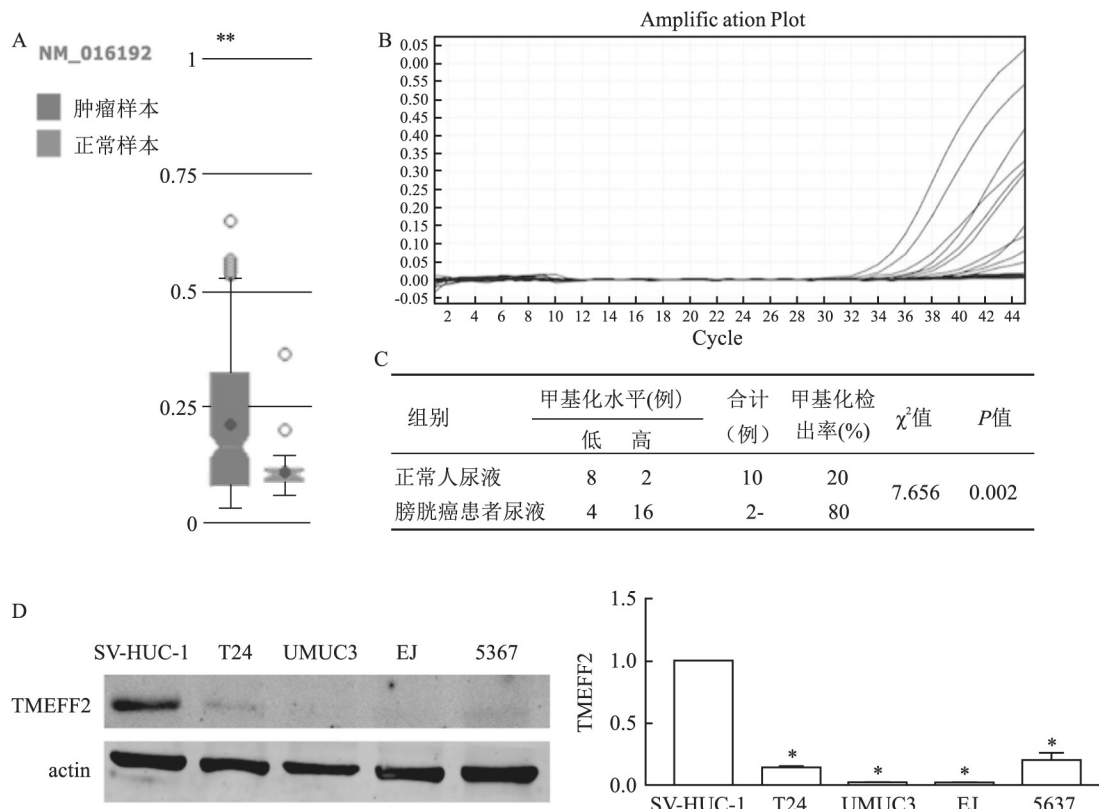 A
NM_016192
**
肿瘤样本
正常样本
1
0.75
0.5
0.25
0
B
Amplific ation Plot
0.05
0.00
0.50
0.45
0.40
0.35
0.30
0.25
0.20
0.15
0.10
0.05
0.00
-0.05
2 4 6 8 10 12 14 16 18 20 22 24 26 28 30 32 34 36 38 40 42 44
Cycle
C
组别 甲基化水平(例) 合计(例) 甲基化检出率(%) χ²值 P值
低 高
正常人尿液 8 2 10 20 7.656 0.002
膀胱癌患者尿液 4 16 2- 80
D
SV-HUC-1 T24 UMUC3 EJ 5367
TMEFF2
actin
TMEFF2
1.5
1.0
0.5
0.0
* * * *
SV-HUC-1 T24 UMUC3 EJ 5637